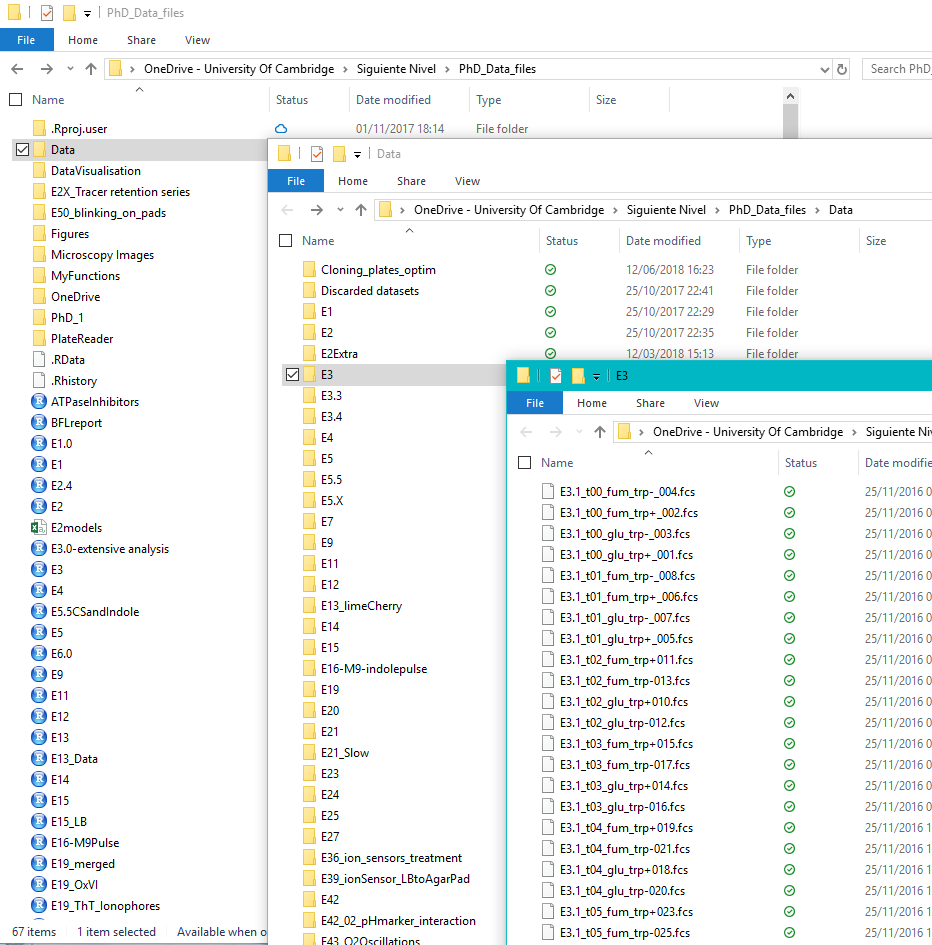 PhD_Data_files
File Home Share View
OneDrive - University Of Cambridge Siguiente Nivel PhD_Data_files
Search PhD_
Name Status Date modified Type Size
.Rproj.user 01/11/2017 18:14 File folder
Data
DataVisualisation
E2X_Tracer retention series
E50_blinking_on_pads
Figures
Microscopy Images
MyFunctions
OneDrive
PhD_1
PlateReader
.RData
.Rhistory
ATPaseInhibitors
BFLreport
E1.0
E1
E2.4
E2
E2models
E3.0-extensive analysis
E3
E4
E5.5CSandIndole
E5
E6.0
E9
E11
E12
E13
E13_Data
E14
E15
E15_LB
E16-M9Pulse
E19_merged
E19_OxVI
E19_ThT_Ionophores
67 items 1 item selected Available when o
Data
File Home Share View
OneDrive - University Of Cambridge Siguiente Nivel PhD_Data_files Data
Name Status Date modified Type Size
Cloning_plates_optim 12/06/2018 16:23 File folder
Discarded datasets 25/10/2017 22:41 File folder
E1 25/10/2017 22:29 File folder
E2 25/10/2017 22:35 File folder
E2Extra 12/03/2018 15:13 File folder
E3
E3.3
E3.4
E4
E5
E5.5
E5.X
E7
E9
E11
E12
E13_limeCherry
E14
E15
E16-M9-indolepulse
E19
E20
E21
E21_Slow
E23
E24
E25
E27
E36_ion_sensors_treatment
E39_ionSensor_LBtoAgarPad
E42
E42_02_pHmarker_interaction
E43_O2Oscillations
E3
File Home Share View
OneDrive - University Of Cambridge Siguiente Niv
Name Status Date modifie
E3.1_t00_fum_trp-_004.fcs 25/11/2016 0
E3.1_t00_fum_trp+_002.fcs 25/11/2016 0
E3.1_t00_glu_trp-_003.fcs 25/11/2016 0
E3.1_t00_glu_trp+_001.fcs 25/11/2016 0
E3.1_t01_fum_trp-_008.fcs 25/11/2016 0
E3.1_t01_fum_trp+_006.fcs 25/11/2016 0
E3.1_t01_glu_trp-_007.fcs 25/11/2016 0
E3.1_t01_glu_trp+_005.fcs 25/11/2016 0
E3.1_t02_fum_trp+011.fcs 25/11/2016 0
E3.1_t02_fum_trp-013.fcs 25/11/2016 0
E3.1_t02_glu_trp+010.fcs 25/11/2016 0
E3.1_t02_glu_trp-012.fcs 25/11/2016 0
E3.1_t03_fum_trp+015.fcs 25/11/2016 0
E3.1_t03_fum_trp-017.fcs 25/11/2016 0
E3.1_t03_glu_trp+014.fcs 25/11/2016 0
E3.1_t03_glu_trp-016.fcs 25/11/2016 0
E3.1_t04_fum_trp+019.fcs 25/11/2016 1
E3.1_t04_fum_trp-021.fcs 25/11/2016 1
E3.1_t04_glu_trp+018.fcs 25/11/2016 1
E3.1_t04_glu_trp-020.fcs 25/11/2016 1
E3.1_t05_fum_trp+023.fcs 25/11/2016 1
E3.1_t05_fum_trp-025.fcs 25/11/2016 1